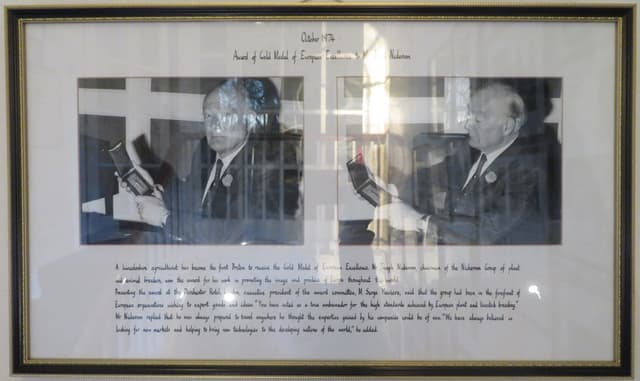 October 1974
Award of Gold Medal of European Excellence to Nickerson
A Lincolnshire agriculturist has become the first Briton to receive the Gold Medal of European Excellence. Mr Joseph Nickerson, chairman of the Nickerson Group of plant
and animal breeders, won the award for his work in promoting the image and products of Europe throughout the world.
Presenting the award at the Dorchester Hotel, London, executive president of the award committee, M. Serge said that the group had been in the forefront of
European organisations wishing to export goods and ideas. "You have acted as a true ambassador for the high standards achieved by European plant and livestock breeding."
Mr Nickerson replied that he was always prepared to travel anywhere he thought the expertise gained by his companies could be of use. "We have always believed in
looking for new markets and helping to bring new technologies to the developing nations of the world," he added.